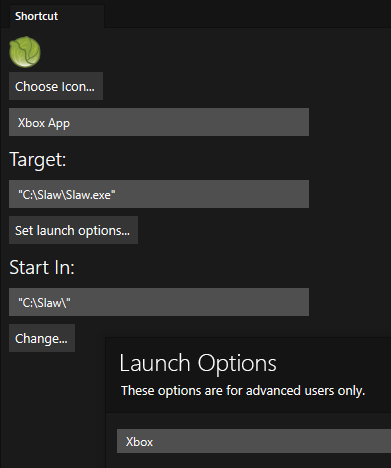 Shortcut
Choose Icon...
Xbox App
Target:
"C:\Slaw\Slaw.exe"
Set launch options...
Start In:
"C:\Slaw\"
Change...
Launch Options
These options are for advanced users only.
Xbox